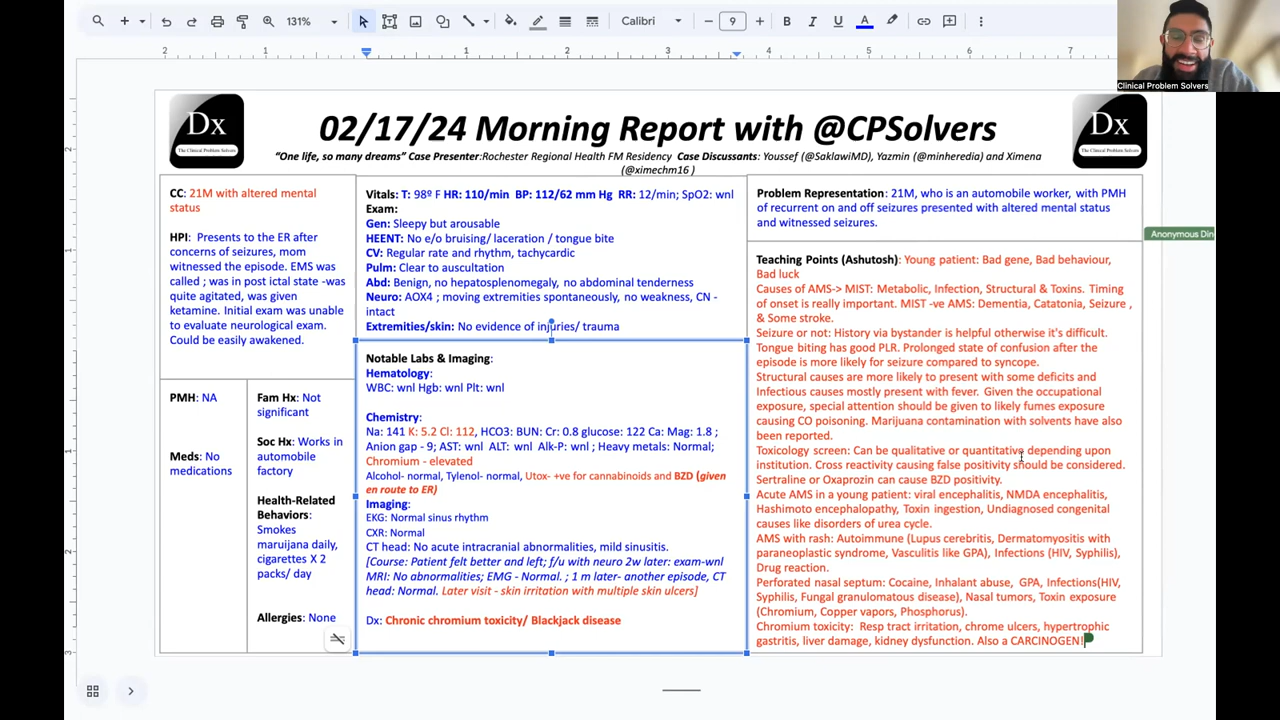 131%
Calibri
9
B I U A
2 1 1 2 3 4 5 6 7
Clinical Problem Solvers
Dx
The Clinical Problem Solvers
02/17/24 Morning Report with @CPSolvers
“One life, so many dreams” Case Presenter:Rochester Regional Health FM Residency Case Discussants: Youssef (@SaklawiMD), Yazmin (@minheredia) and Ximena
(@ximechm16 )
Dx
The Clinical Problem Solvers
CC: 21M with altered mental
status
HPI: Presents to the ER after
concerns of seizures, mom
witnessed the episode. EMS was
called ; was in post ictal state -was
quite agitated, was given
ketamine. Initial exam was unable
to evaluate neurological exam.
Could be easily awakened.
PMH: NA
Meds: No
medications
Fam Hx: Not
significant
Soc Hx: Works in
automobile
factory
Health-Related
Behaviors:
Smokes
maruijana daily,
cigarettes X 2
packs/ day
Allergies: None
Vitals: T: 98º F HR: 110/min BP: 112/62 mm Hg RR: 12/min; SpO2: wnl
Exam:
Gen: Sleepy but arousable
HEENT: No e/o bruising/ laceration / tongue bite
CV: Regular rate and rhythm, tachycardic
Pulm: Clear to auscultation
Abd: Benign, no hepatosplenomegaly, no abdominal tenderness
Neuro: AOX4 ; moving extremities spontaneously, no weakness, CN -
intact
Extremities/skin: No evidence of injuries/ trauma
Notable Labs & Imaging:
Hematology:
WBC: wnl Hgb: wnl Plt: wnl
Chemistry:
Na: 141 K: 5.2 Cl: 112, HCO3: BUN: Cr: 0.8 glucose: 122 Ca: Mag: 1.8 ;
Anion gap - 9; AST: wnl ALT: wnl Alk-P: wnl ; Heavy metals: Normal;
Chromium - elevated
Alcohol- normal, Tylenol- normal, Utox- +ve for cannabinoids and BZD (given
en route to ER)
Imaging:
EKG: Normal sinus rhythm
CXR: Normal
CT head: No acute intracranial abnormalities, mild sinusitis.
[Course: Patient felt better and left; f/u with neuro 2w later: exam-wnl
MRI: No abnormalities; EMG - Normal. ; 1 m later- another episode, CT
head: Normal. Later visit - skin irritation with multiple skin ulcers]
Dx: Chronic chromium toxicity/ Blackjack disease
Problem Representation: 21M, who is an automobile worker, with PMH
of recurrent on and off seizures presented with altered mental status
and witnessed seizures.
Anonymous Din
Teaching Points (Ashutosh): Young patient: Bad gene, Bad behaviour,
Bad luck
Causes of AMS-> MIST: Metabolic, Infection, Structural & Toxins. Timing
of onset is really important. MIST -ve AMS: Dementia, Catatonia, Seizure ,
& Some stroke.
Seizure or not: History via bystander is helpful otherwise it's difficult.
Tongue biting has good PLR. Prolonged state of confusion after the
episode is more likely for seizure compared to syncope.
Structural causes are more likely to present with some deficits and
Infectious causes mostly present with fever. Given the occupational
exposure, special attention should be given to likely fumes exposure
causing CO poisoning. Marijuana contamination with solvents have also
been reported.
Toxicology screen: Can be qualitative or quantitative depending upon
institution. Cross reactivity causing false positivity should be considered.
Sertraline or Oxaprozin can cause BZD positivity.
Acute AMS in a young patient: viral encephalitis, NMDA encephalitis,
Hashimoto encephalopathy, Toxin ingestion, Undiagnosed congenital
causes like disorders of urea cycle.
AMS with rash: Autoimmune (Lupus cerebritis, Dermatomyositis with
paraneoplastic syndrome, Vasculitis like GPA), Infections (HIV, Syphilis),
Drug reaction.
Perforated nasal septum: Cocaine, Inhalant abuse, GPA, Infections(HIV,
Syphilis, Fungal granulomatous disease), Nasal tumors, Toxin exposure
(Chromium, Copper vapors, Phosphorus).
Chromium toxicity: Resp tract irritation, chrome ulcers, hypertrophic
gastritis, liver damage, kidney dysfunction. Also a CARCINOGEN!